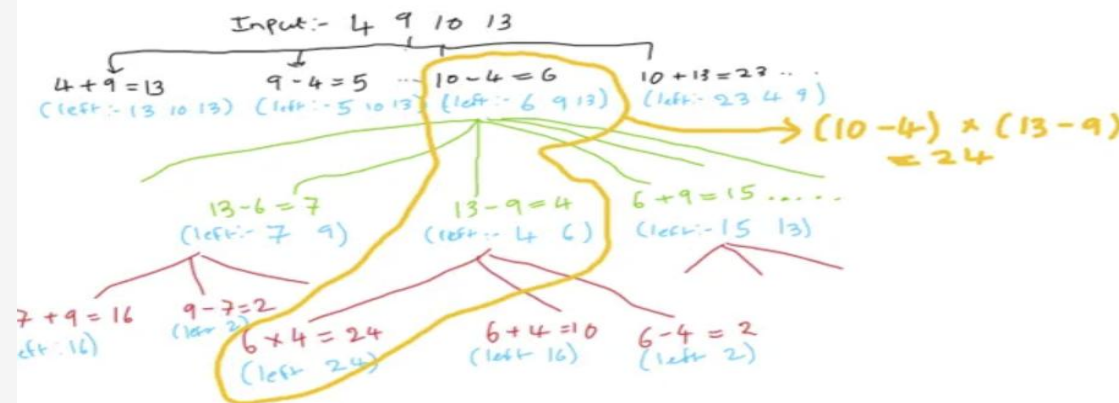 Input:- 4 9 10 13
4+9=13
9-4=5 ...
10-4=6
10+13=23 ...
(left:- 13 10 13)
(left:- 5 10 13)
(left:- 6 9 13)
(left:- 23 4 9)
(10-4) × (13-9)
= 24
13-6=7
13-9=4
6+9=15 .....
(left:- 7 9)
(left:- 4 6)
(left:- 15 13)
7+9=16
9-7=2
6×4=24
6+4=10
6-4=2
eft: 16)
(left 2)
(left 24)
(left 16)
(left 2)